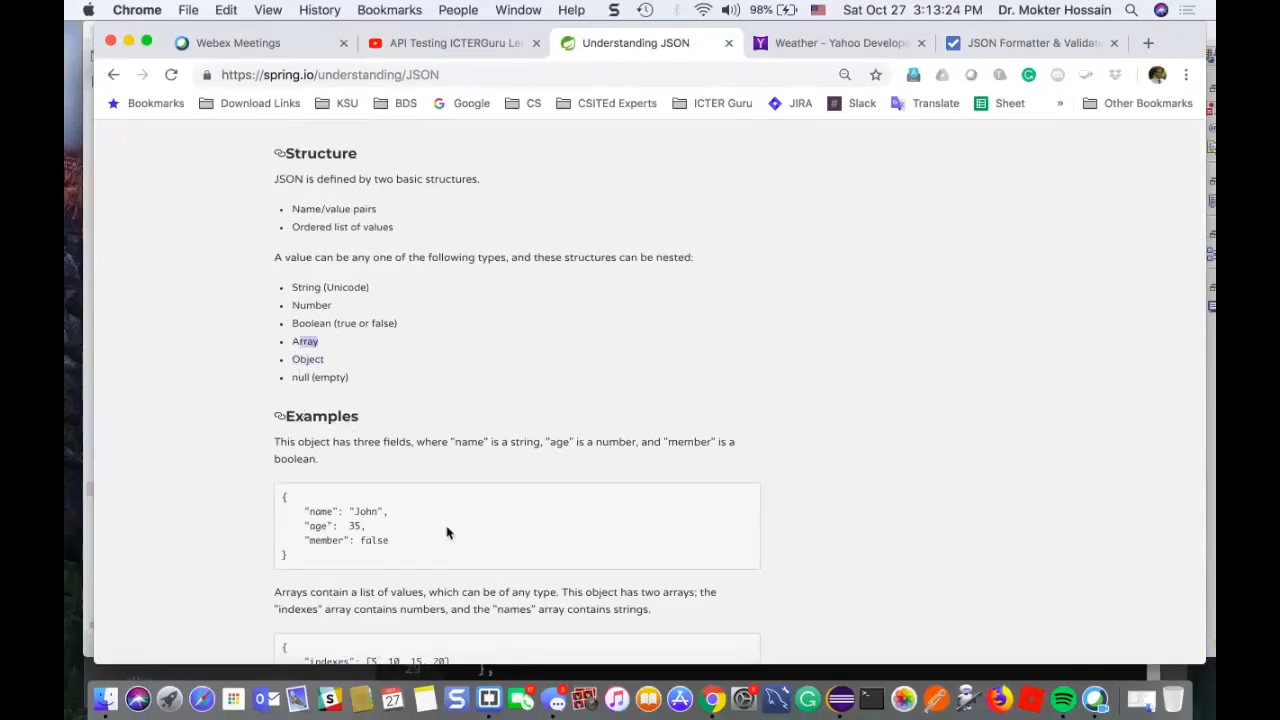 Chrome File Edit View History Bookmarks People Window Help 98% Sat Oct 27 3:13:24 PM Dr. Mokter Hossain
Webex Meetings API Testing ICTERGuru Le Understanding JSON Weather - Yahoo Develop JSON Formatter & Valida
https://spring.io/understanding/JSON
Bookmarks Download Links KSU BDS Google CS CSITEd Experts ICTER Guru JIRA Slack Translate Sheet » Other Bookmarks
Structure
JSON is defined by two basic structures.
• Name/value pairs
• Ordered list of values
A value can be any one of the following types, and these structures can be nested:
• String (Unicode)
• Number
• Boolean (true or false)
• Array
• Object
• null (empty)
Examples
This object has three fields, where "name" is a string, "age" is a number, and "member" is a
boolean.
{
"name": "John",
"age": 35,
"member": false
}
Arrays contain a list of values, which can be of any type. This object has two arrays; the
"indexes" array contains numbers, and the "names" array contains strings.
{
"indexes": [5, 10, 15, 20]